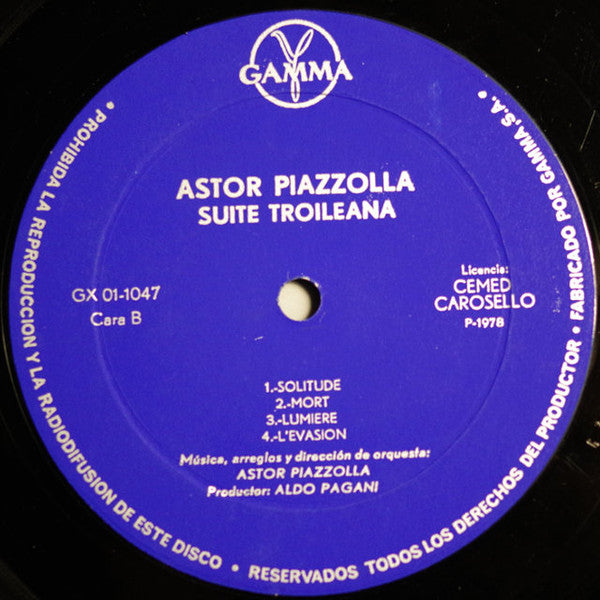 GAMMA
ASTOR PIAZZOLLA
SUITE TROILEANA
GX 01-1047
Cara B
Licencia:
CEMED
CAROSELLO
P-1978
1.-SOLITUDE
2.-MORT
3.-LUMIERE
4.-L'EVASION
Música, arreglos y dirección de orquesta:
ASTOR PIAZZOLLA
Productor: ALDO PAGANI
• PROHIBIDA LA REPRODUCCION Y LA RADIODIFUSION DE ESTE DISCO • RESERVADOS TODOS LOS DERECHOS DEL PRODUCTOR • FABRICADO POR GAMMA, S.A. •